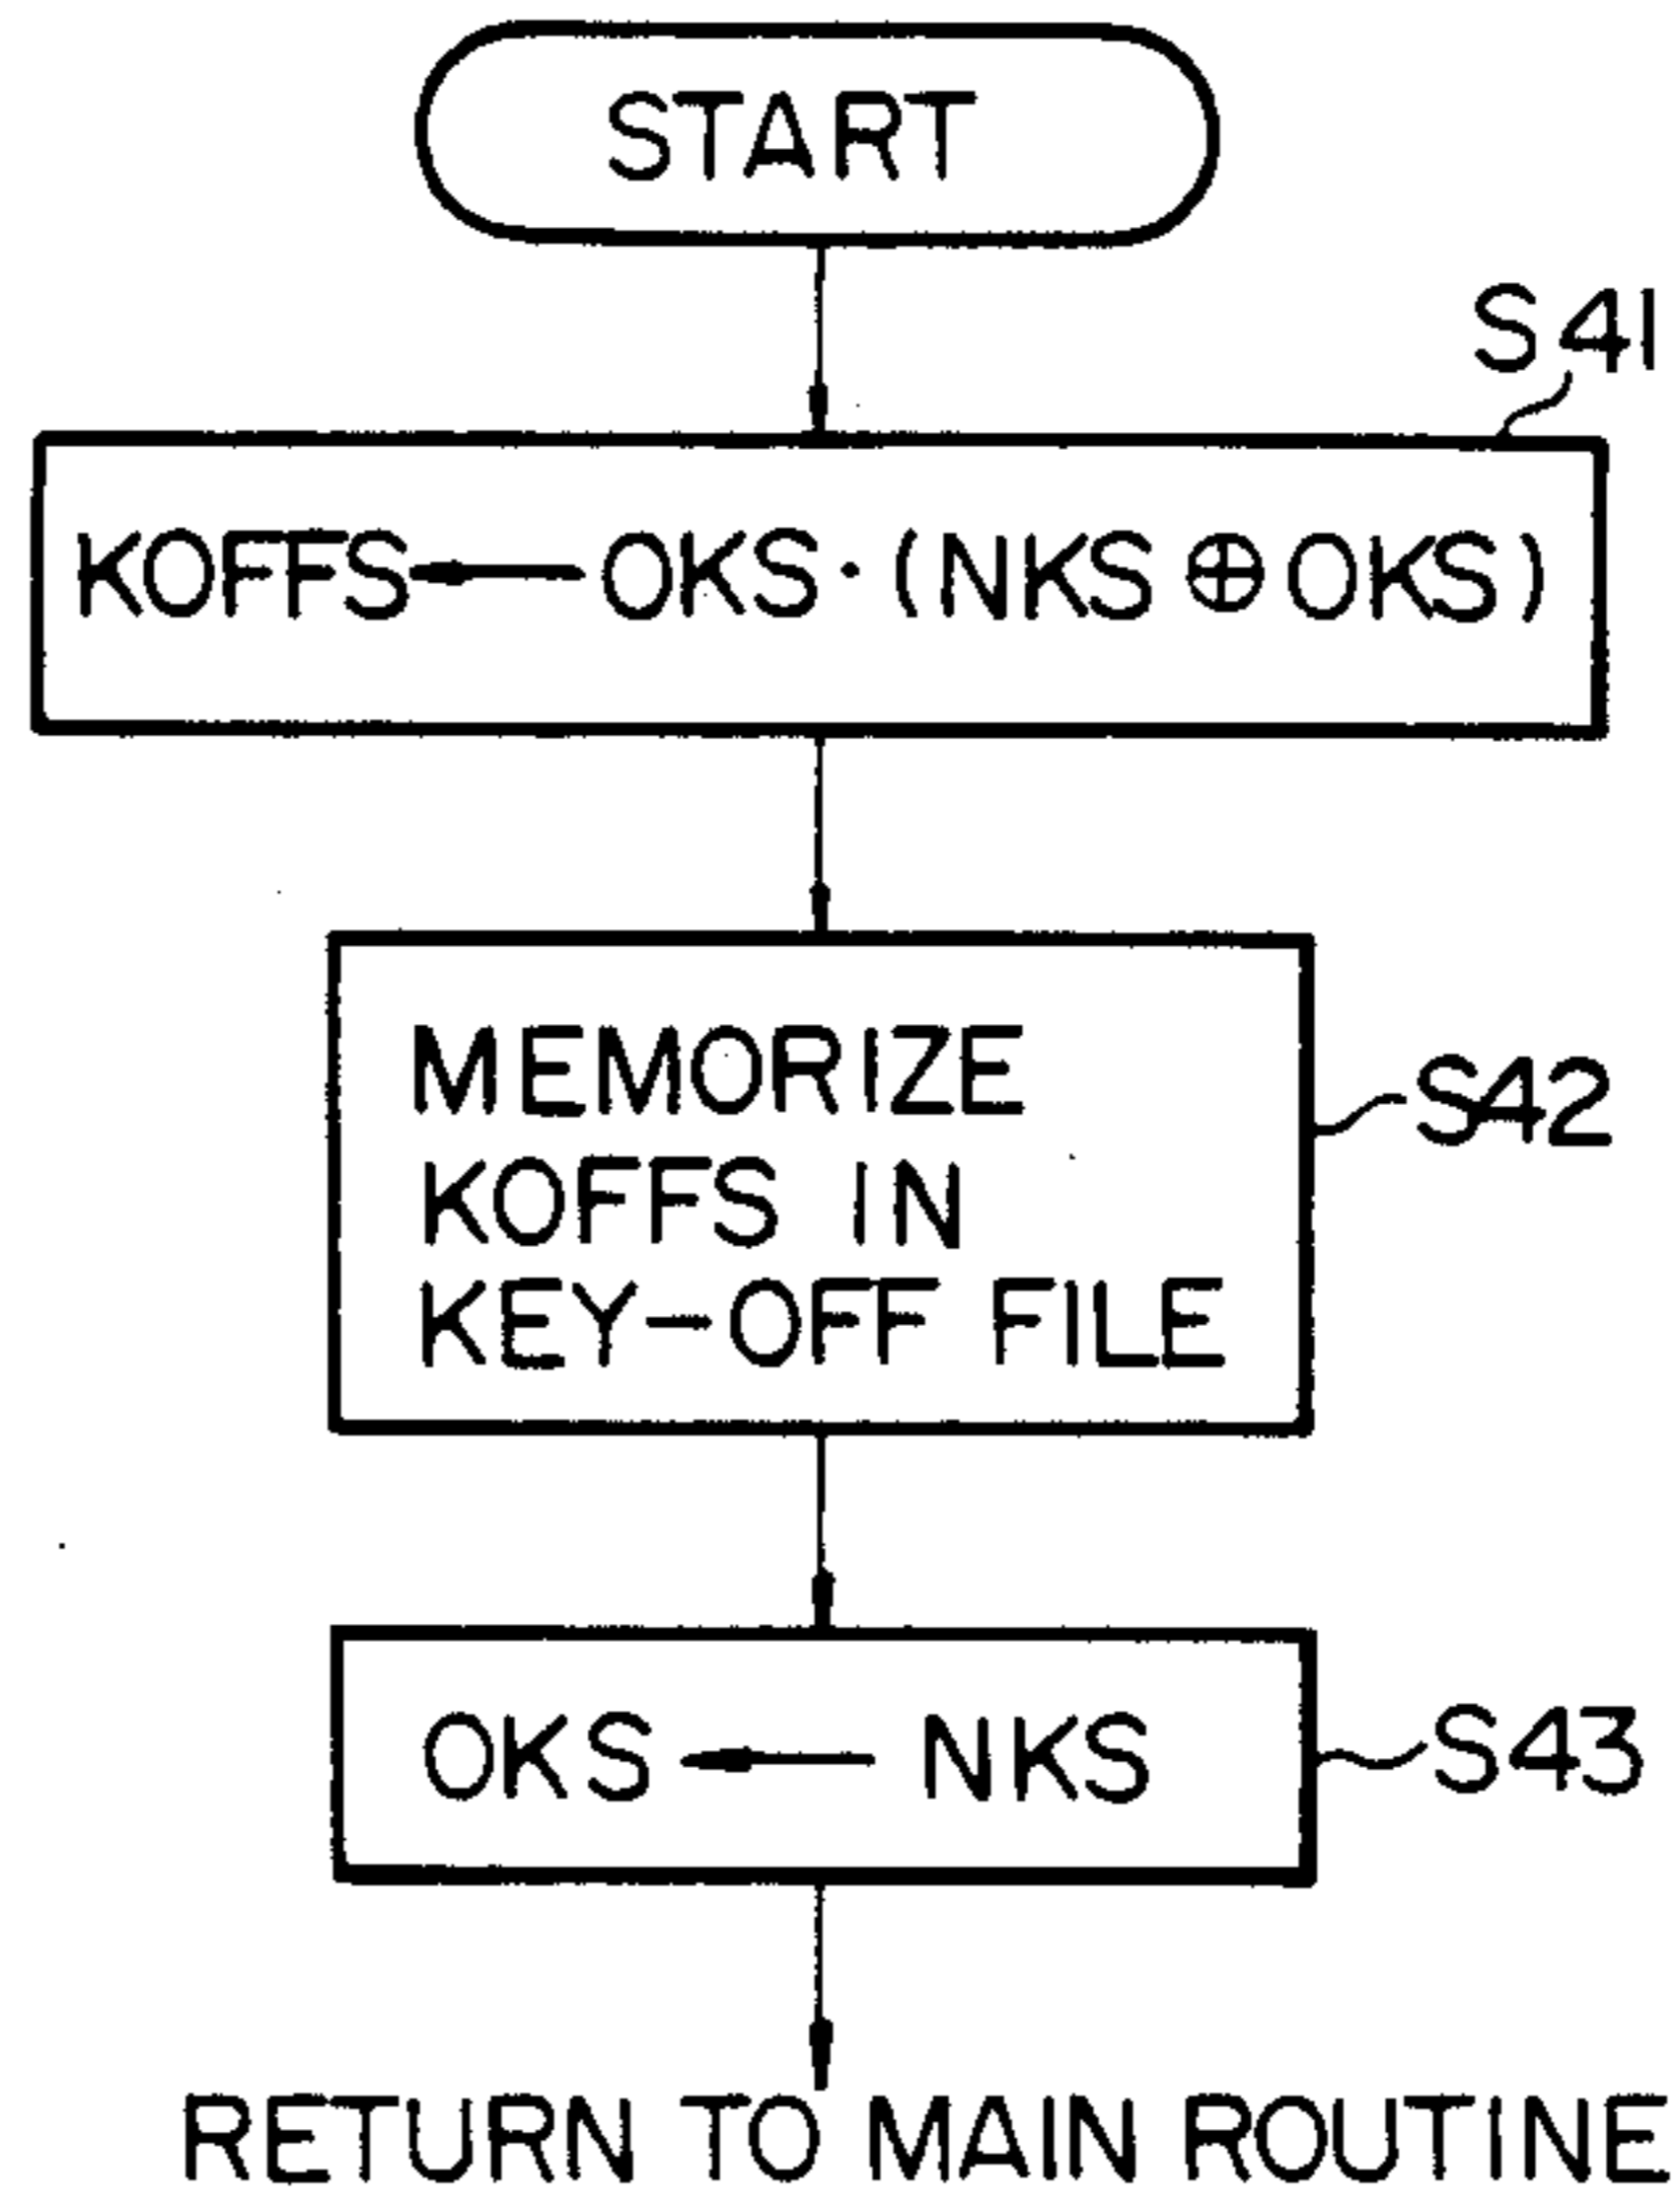 START
S41
KOFFS ← OKS · (NKS ⊕ OKS)
MEMORIZE
KOFFS IN
KEY-OFF FILE
S42
OKS ← NKS
S43
RETURN TO MAIN ROUTINE